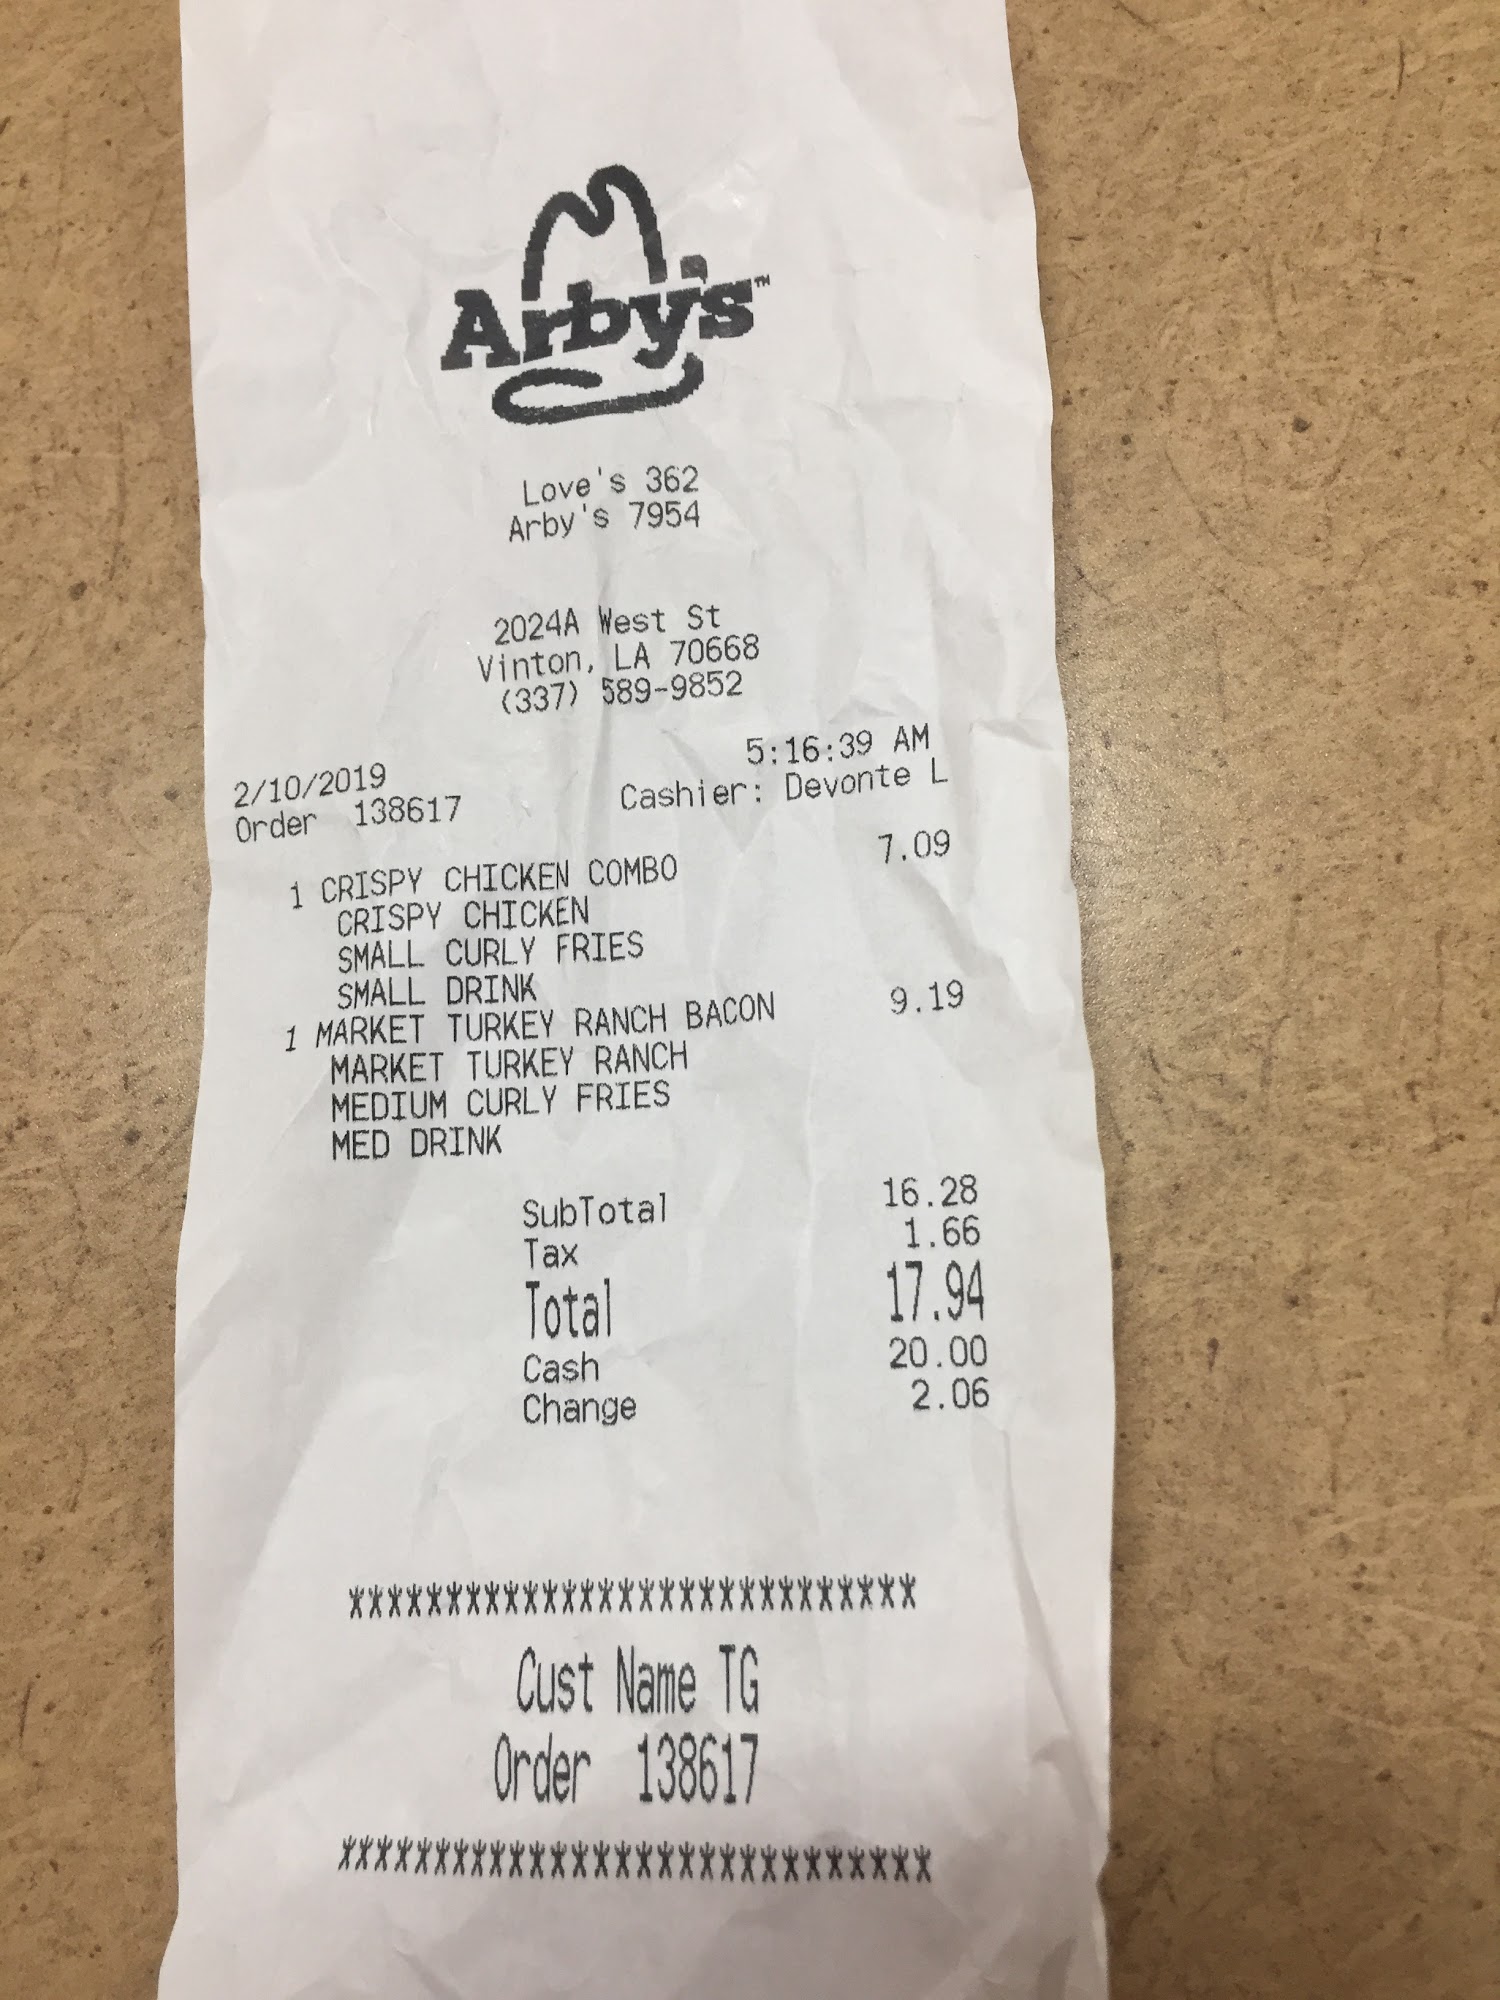 Arby's™
Love's 362
Arby's 7954
2024A West St
Vinton, LA 70668
(337) 589-9852
2/10/2019 5:16:39 AM
Order 138617 Cashier: Devonte L
1 CRISPY CHICKEN COMBO 7.09
CRISPY CHICKEN
SMALL CURLY FRIES
SMALL DRINK
1 MARKET TURKEY RANCH BACON 9.19
MARKET TURKEY RANCH
MEDIUM CURLY FRIES
MED DRINK
SubTotal 16.28
Tax 1.66
Total 17.94
Cash 20.00
Change 2.06
*****************************
Cust Name TG
Order 138617
*****************************